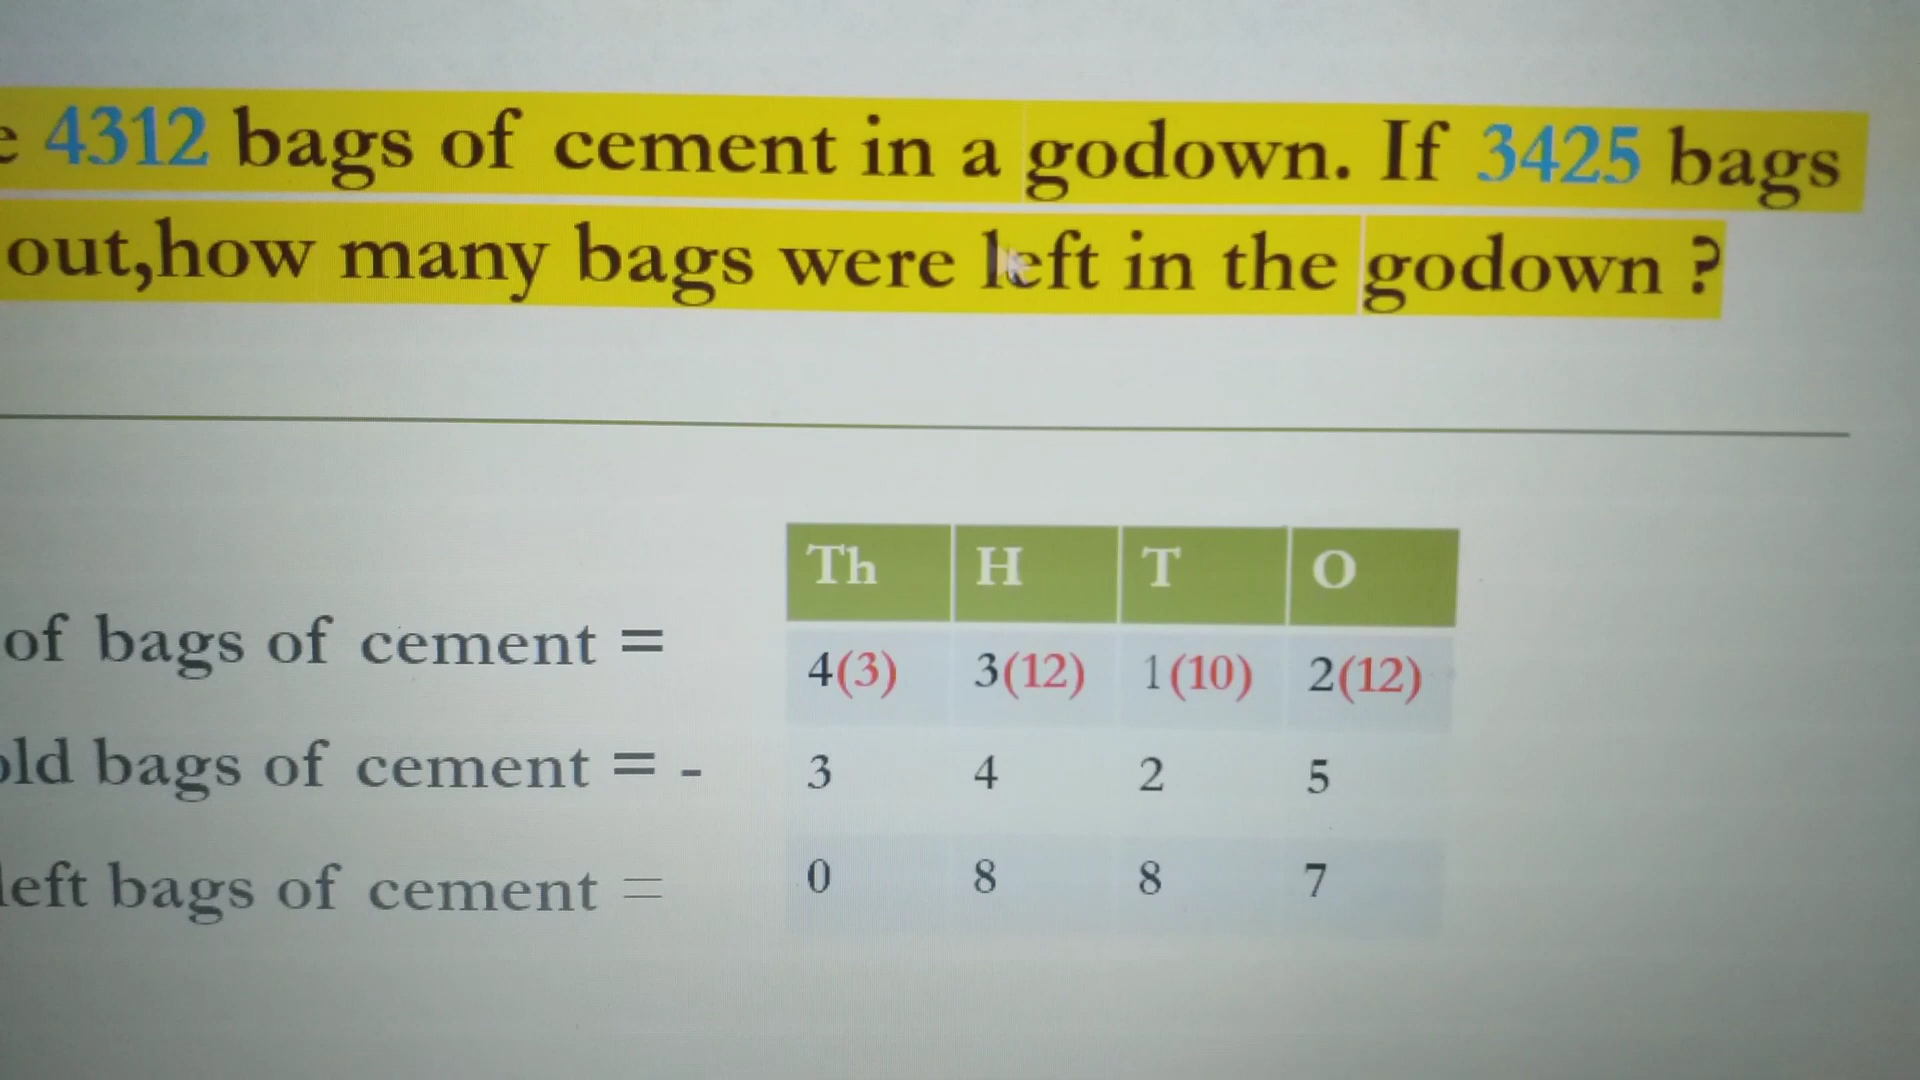 4312 bags of cement in a godown. If 3425 bags
out,how many bags were left in the godown ?
Th H T O
of bags of cement = 4(3) 3(12) 1(10) 2(12)
bags of cement = - 3 4 2 5
left bags of cement = 0 8 8 7